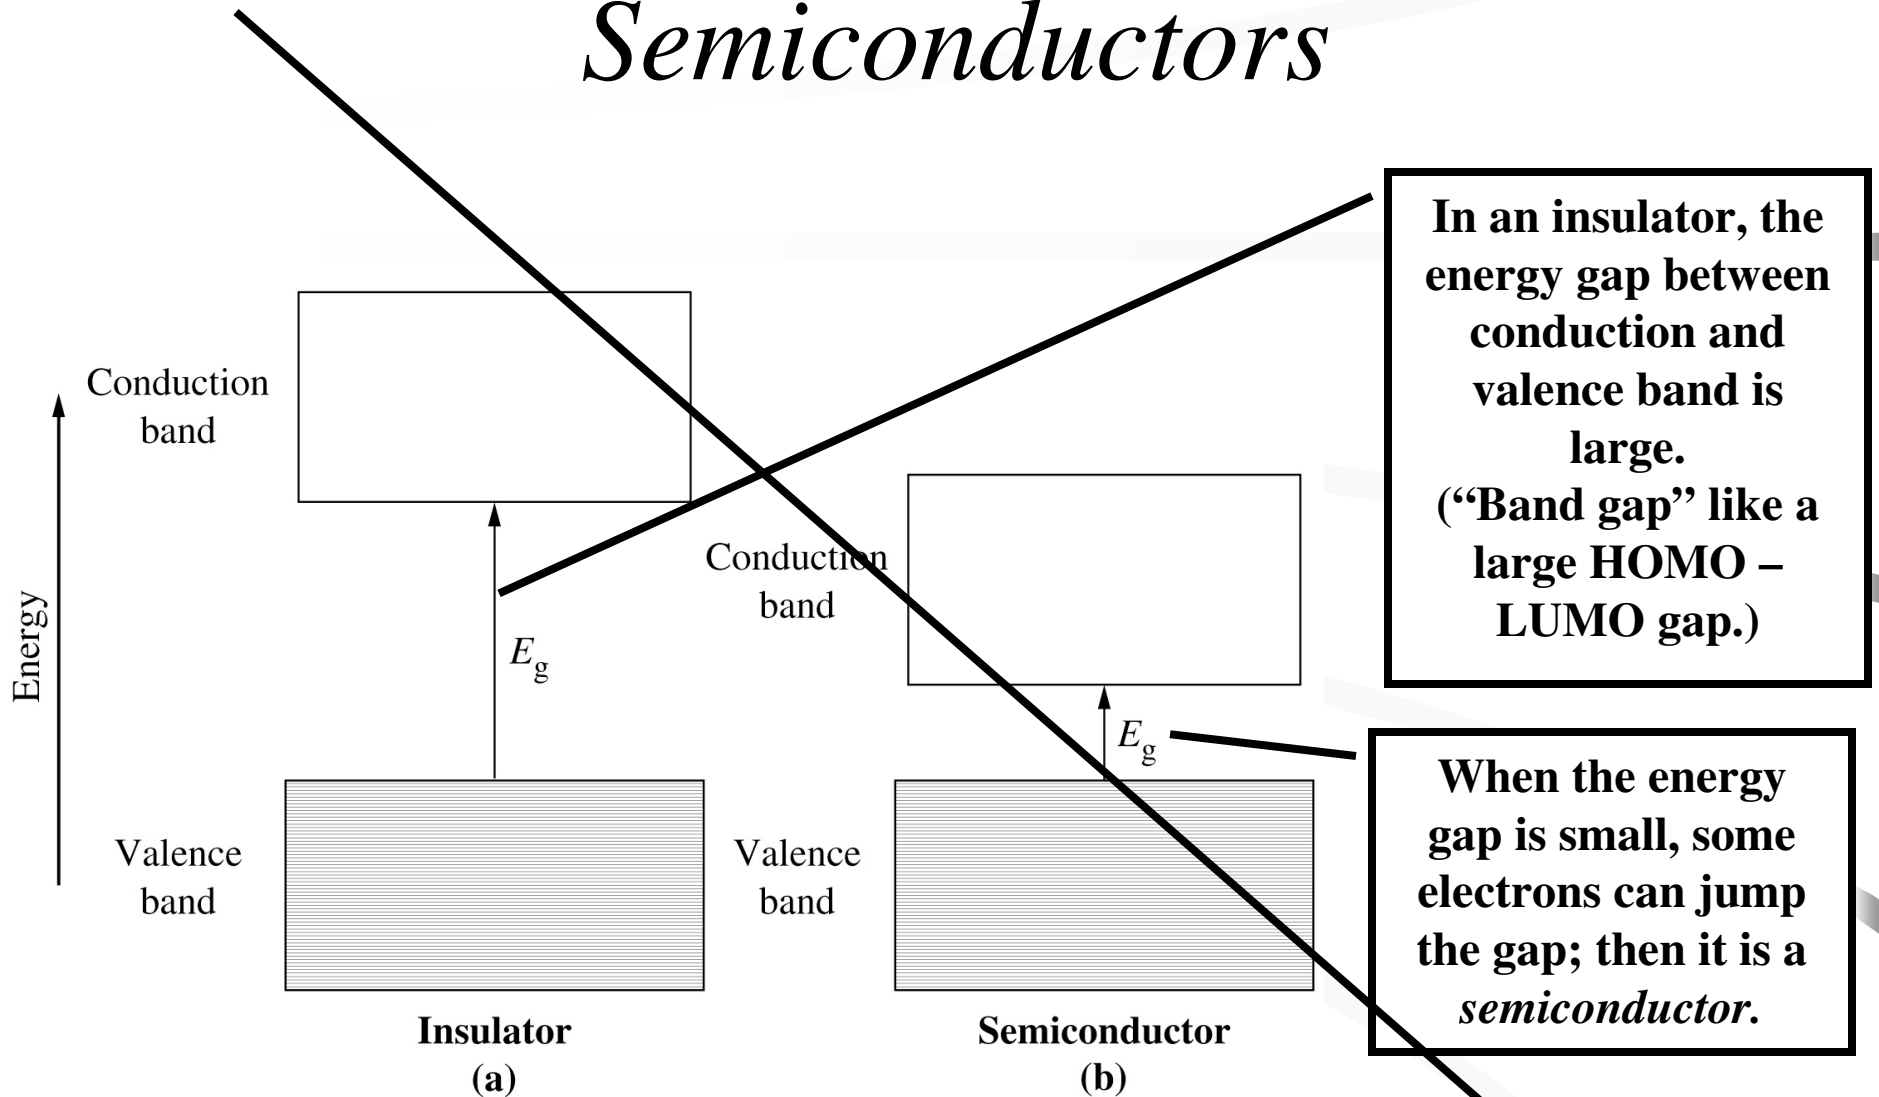 Semiconductors
In an insulator, the
energy gap between
conduction and
valence band is
large.
(“Band gap” like a
large HOMO –
LUMO gap.)
Conduction
band
Conduction
band
Energy
E_g
E_g
When the energy
gap is small, some
electrons can jump
the gap; then it is a
semiconductor.
Valence
band
Valence
band
Insulator
(a)
Semiconductor
(b)